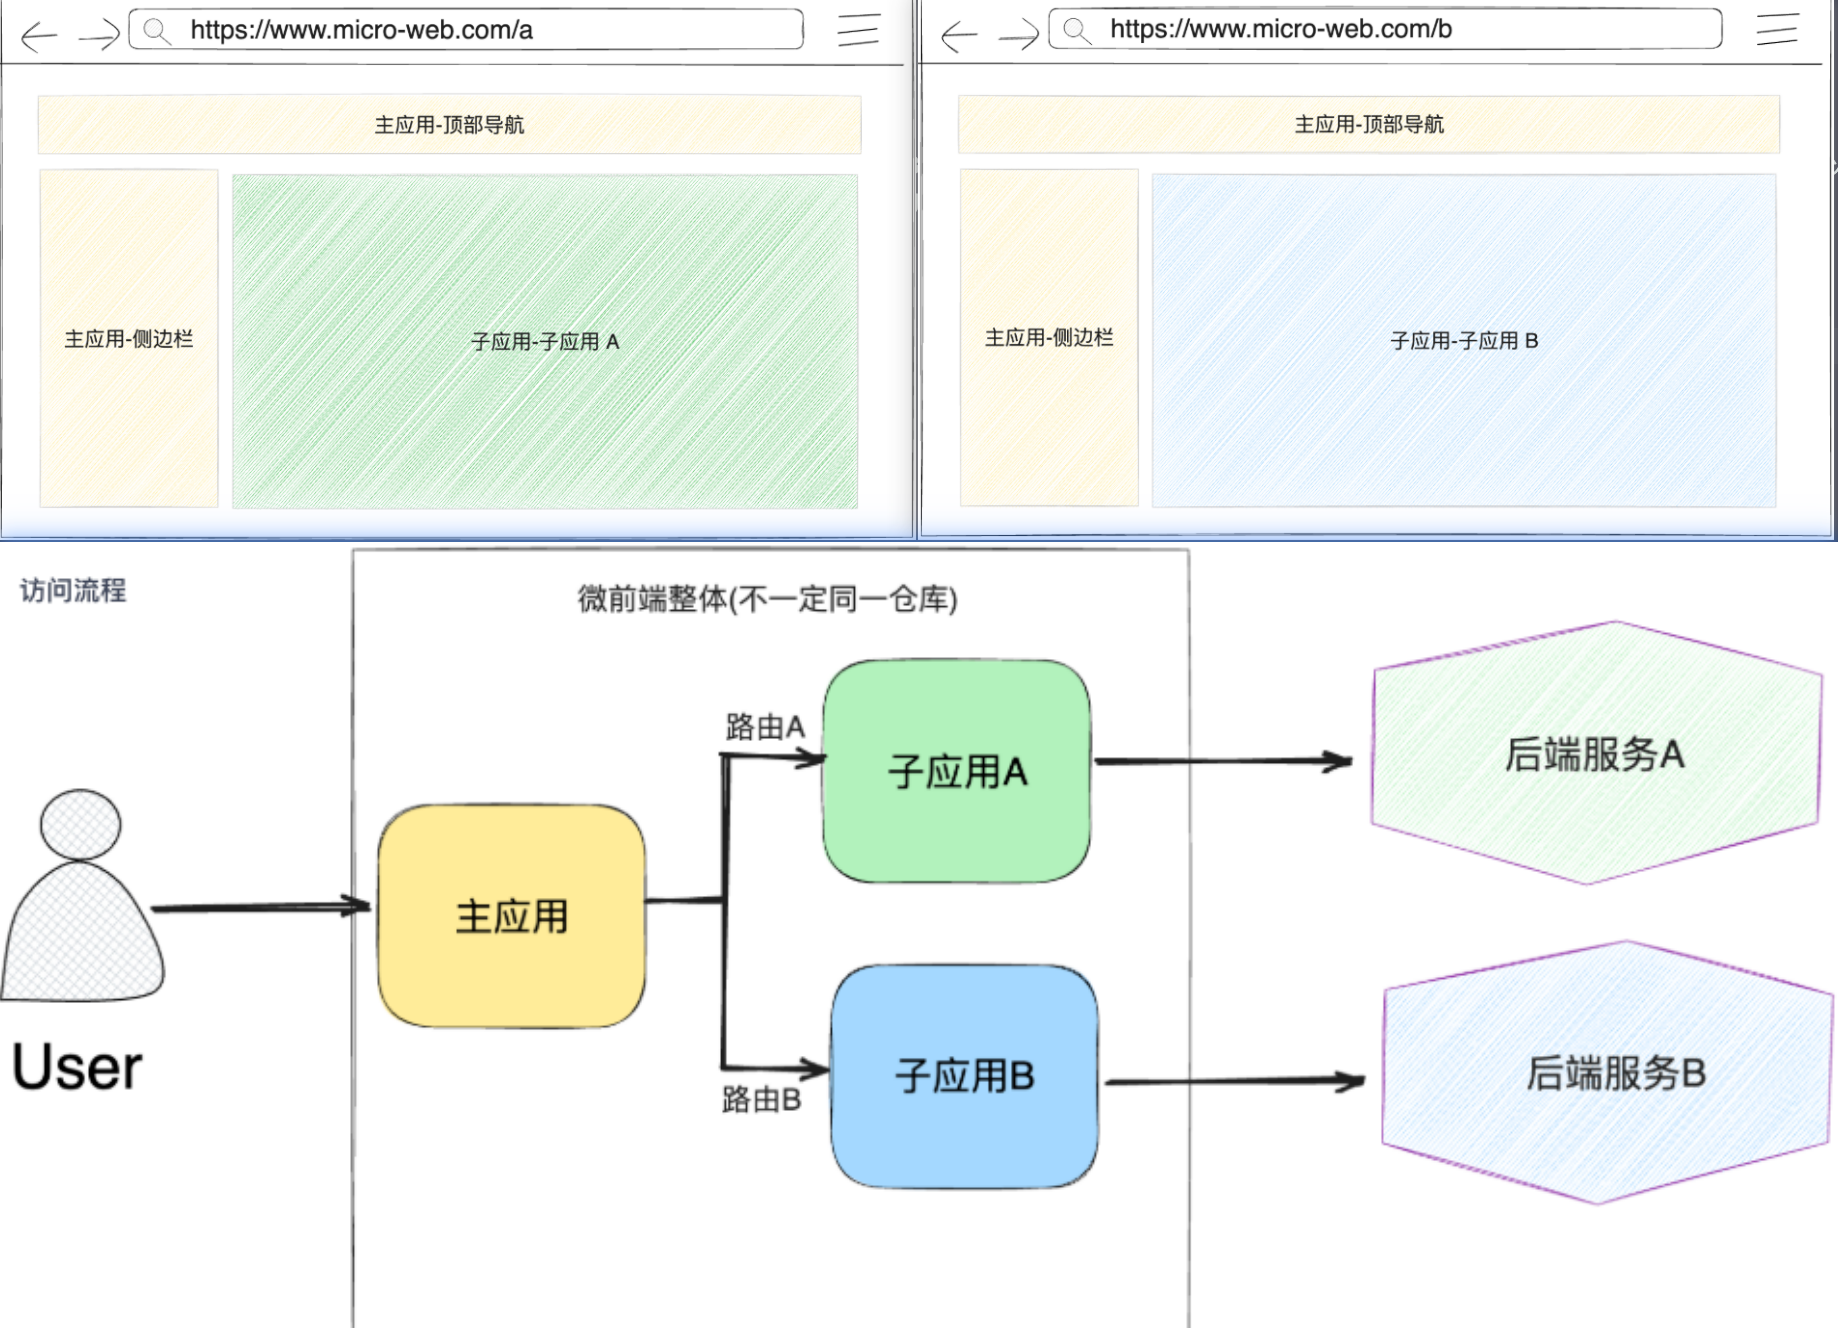 https://www.micro-web.com/a
主应用-顶部导航
主应用-侧边栏
子应用-子应用 A
https://www.micro-web.com/b
主应用-顶部导航
主应用-侧边栏
子应用-子应用 B
访问流程
微前端整体(不一定同一仓库)
User
主应用
路由A
子应用A
后端服务A
路由B
子应用B
后端服务B